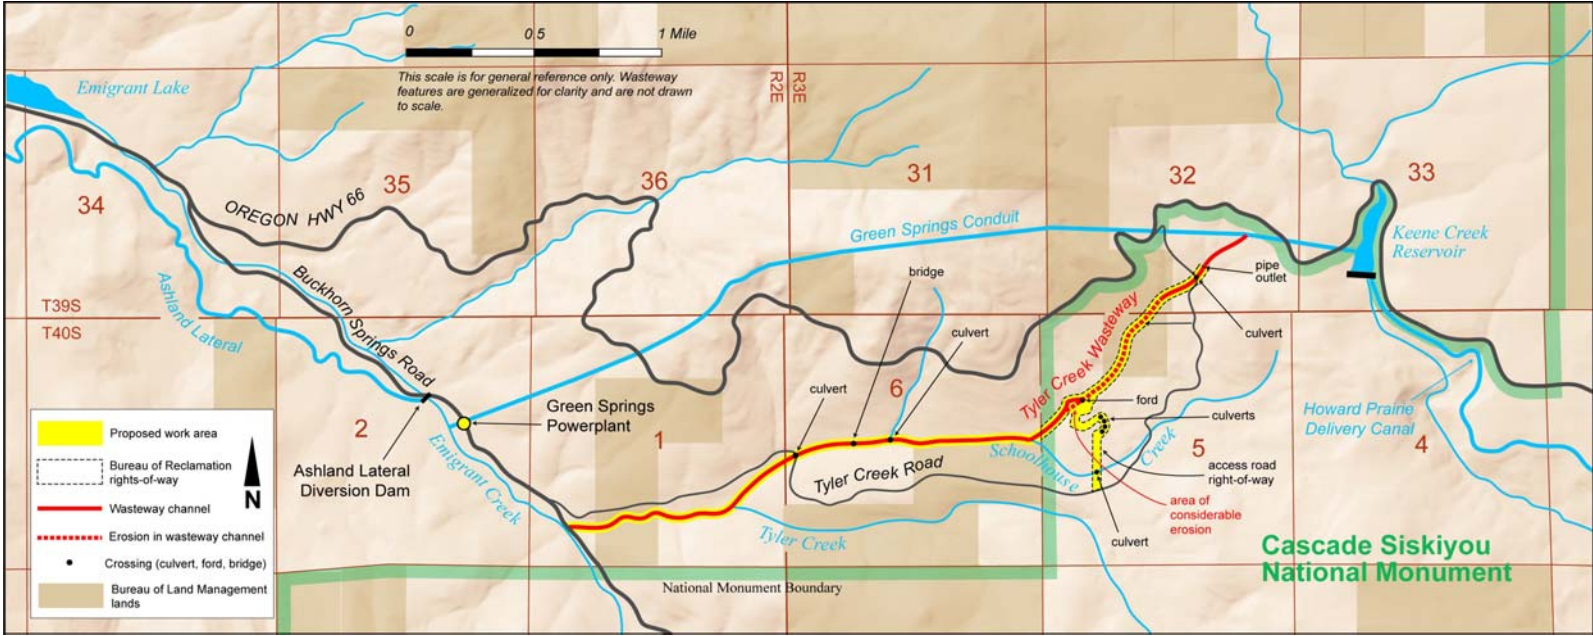 0
0.5
1 Mile
This scale is for general reference only. Wasteway
features are generalized for clarity and are not drawn
to scale.
R2E
R3E
Emigrant Lake
34
35
36
31
32
33
OREGON HWY 66
Green Springs Conduit
Keene Creek
Reservoir
pipe
outlet
bridge
culvert
culvert
T39S
T40S
Ashland Lateral
Buckhorn Springs Road
Tyler Creek Wasteway
culvert
6
ford
culverts
Green Springs
Powerplant
Howard Praine
Delivery Canal
2
1
5
4
Ashland Lateral
Diversion Dam
Emigrant Creek
Tyler Creek Road
Schoolhouse
Creek
access road
right-of-way
area of
considerable
erosion
Tyler Creek
culvert
Cascade Siskiyou
National Monument
National Monument Boundary
Proposed work area
Bureau of Reclamation
rights-of-way
N
Wasteway channel
Erosion in wasteway channel
Crossing (culvert, ford, bridge)
Bureau of Land Management
lands